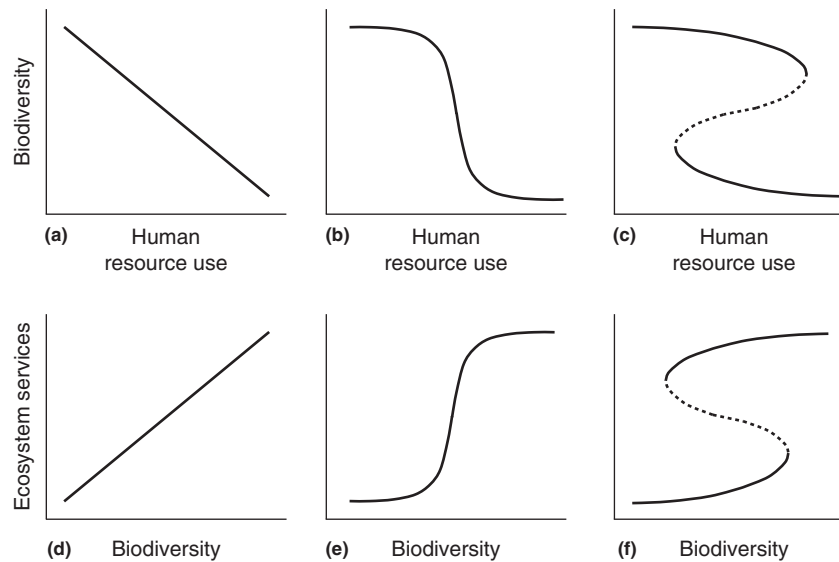 Biodiversity
(a) Human
resource use
(b) Human
resource use
(c) Human
resource use
Ecosystem services
(d) Biodiversity
(e) Biodiversity
(f) Biodiversity